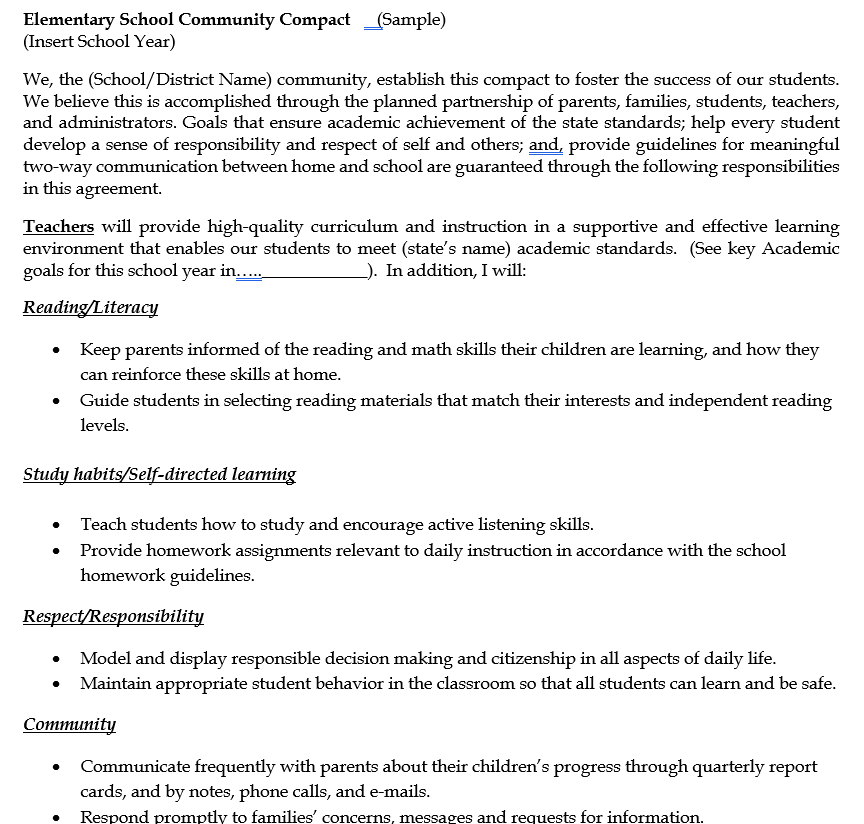 Elementary School Community Compact __(Sample)
(Insert School Year)
We, the (School/District Name) community, establish this compact to foster the success of our students.
We believe this is accomplished through the planned partnership of parents, families, students, teachers,
and administrators. Goals that ensure academic achievement of the state standards; help every student
develop a sense of responsibility and respect of self and others; and, provide guidelines for meaningful
two-way communication between home and school are guaranteed through the following responsibilities
in this agreement.
Teachers will provide high-quality curriculum and instruction in a supportive and effective learning
environment that enables our students to meet (state's name) academic standards. (See key Academic
goals for this school year in…..____________). In addition, I will:
Reading/Literacy
• Keep parents informed of the reading and math skills their children are learning, and how they
can reinforce these skills at home.
• Guide students in selecting reading materials that match their interests and independent reading
levels.
Study habits/Self-directed learning
• Teach students how to study and encourage active listening skills.
• Provide homework assignments relevant to daily instruction in accordance with the school
homework guidelines.
Respect/Responsibility
• Model and display responsible decision making and citizenship in all aspects of daily life.
• Maintain appropriate student behavior in the classroom so that all students can learn and be safe.
Community
• Communicate frequently with parents about their children's progress through quarterly report
cards, and by notes, phone calls, and e-mails.
• Respond promptly to families' concerns, messages and requests for information.